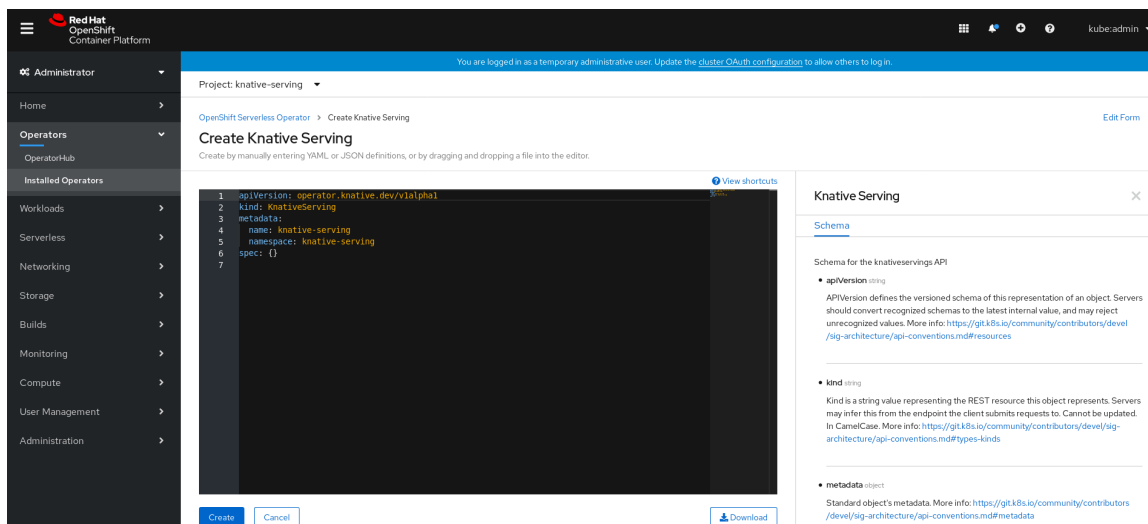 Red Hat
OpenShift
Container Platform
kube:admin
Administrator
You are logged in as a temporary administrative user. Update the cluster OAuth configuration to allow others to log in.
Project: knative-serving
Home
Operators
OperatorHub
Installed Operators
Workloads
Serverless
Networking
Storage
Builds
Monitoring
Compute
User Management
Administration
OpenShift Serverless Operator > Create Knative Serving
Edit Form
Create Knative Serving
Create by manually entering YAML or JSON definitions, or by dragging and dropping a file into the editor.
View shortcuts
1 apiVersion: operator.knative.dev/v1alpha1
2 kind: KnativeServing
3 metadata:
4 name: knative-serving
5 namespace: knative-serving
6 spec: {}
7
Create
Cancel
Download
Knative Serving
Schema
Schema for the knativeservings API
• apiVersion string
APIVersion defines the versioned schema of this representation of an object. Servers
should convert recognized schemas to the latest internal value, and may reject
unrecognized values. More info: https://git.k8s.io/community/contributors/devel
/sig-architecture/api-conventions.md#resources
• kind string
Kind is a string value representing the REST resource this object represents. Servers
may infer this from the endpoint the client submits requests to. Cannot be updated.
In CamelCase. More info: https://git.k8s.io/community/contributors/devel/sig-
architecture/api-conventions.md#types-kinds
• metadata object
Standard object's metadata. More info: https://git.k8s.io/community/contributors
/devel/sig-architecture/api-conventions.md#metadata